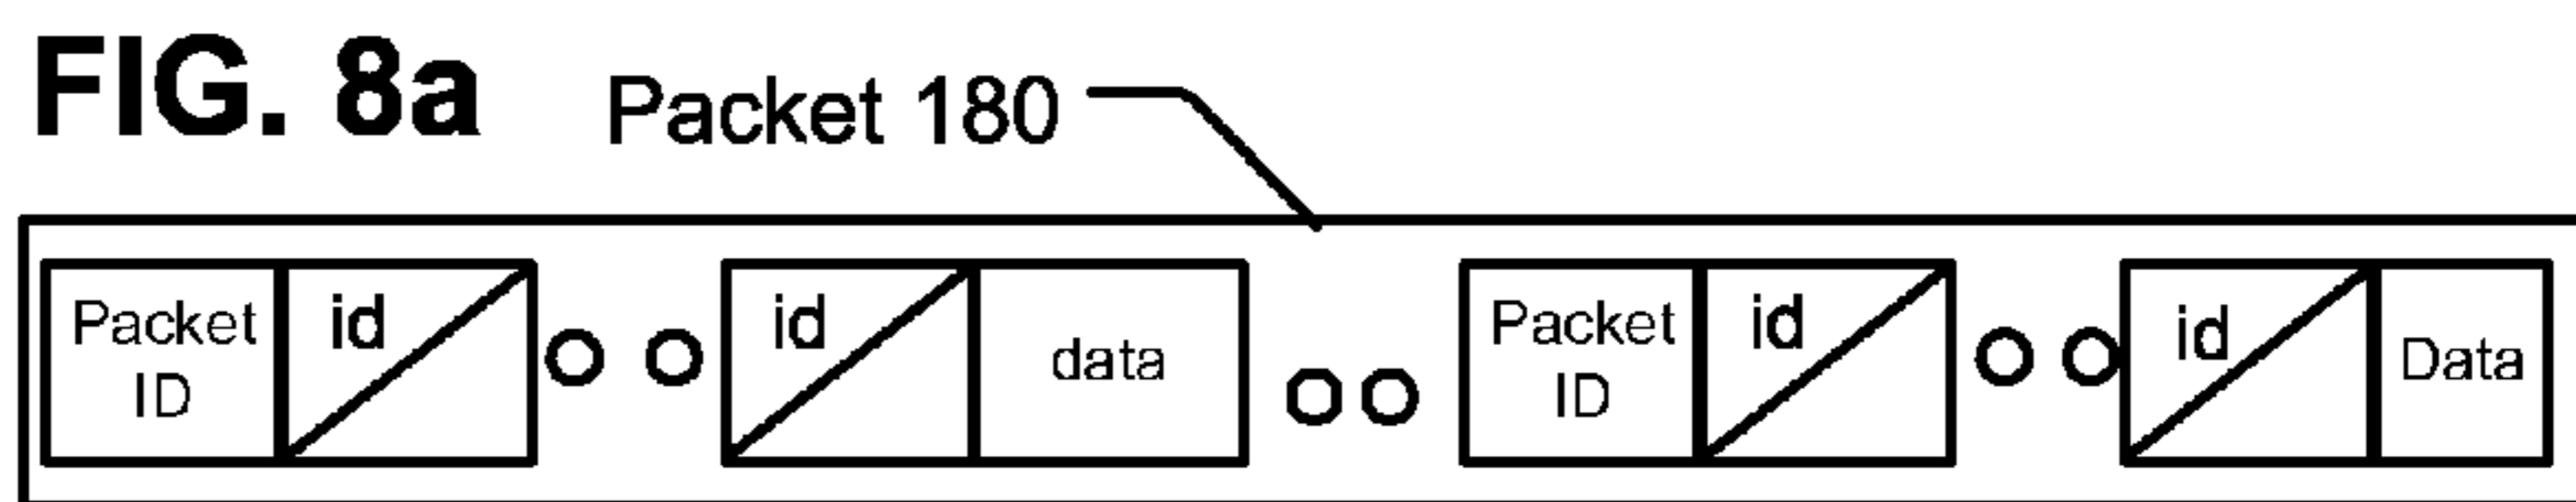 FIG. 8a Packet 180
Packet ID id id data Packet ID id id Data